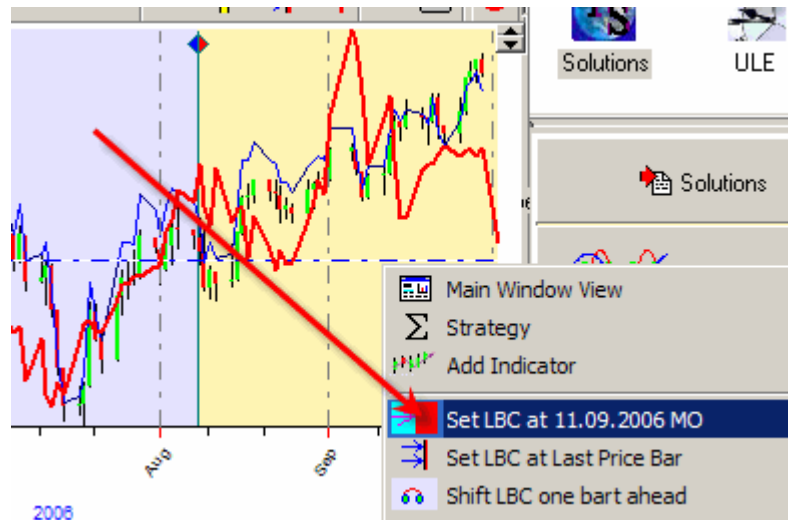 Solutions
ULE
Solutions
Main Window View
Strategy
Add Indicator
Set LBC at 11.09.2006 MO
Set LBC at Last Price Bar
Shift LBC one bart ahead
Aug
Sep
2006